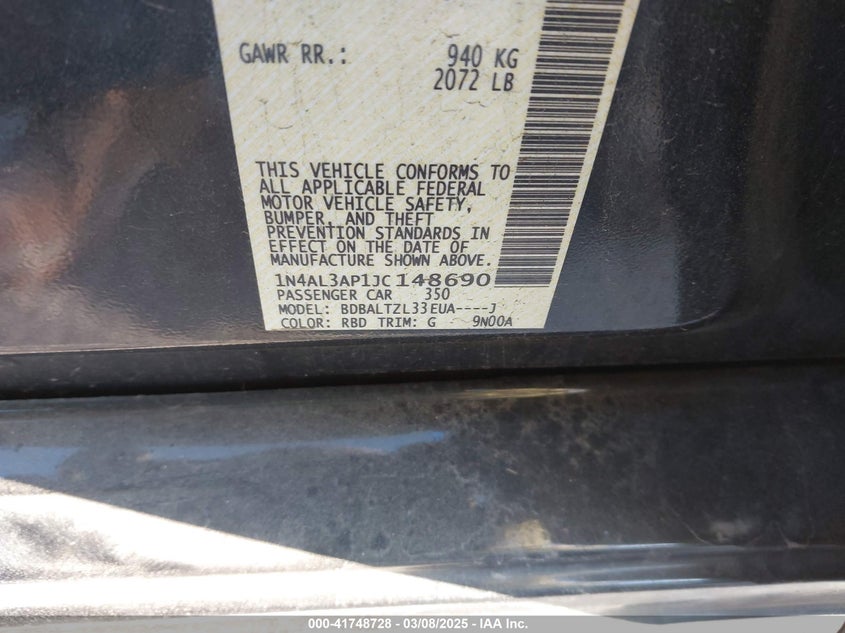 GAWR RR.: 940 KG
2072 LB
THIS VEHICLE CONFORMS TO
ALL APPLICABLE FEDERAL
MOTOR VEHICLE SAFETY,
BUMPER, AND THEFT
PREVENTION STANDARDS IN
EFFECT ON THE DATE OF
MANUFACTURE SHOWN ABOVE.
1N4AL3AP1JC148690
PASSENGER CAR 350
MODEL: BDBALTZL33EUA----J
COLOR: RBD TRIM: G 9N00A
000-41748728 - 03/08/2025 - IAA Inc.